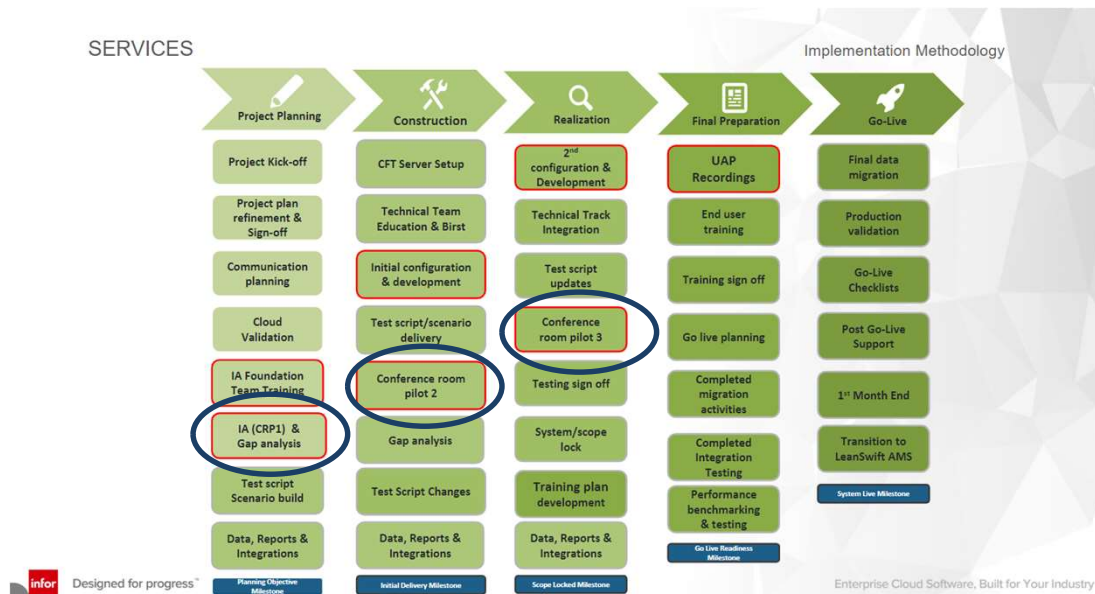 SERVICES
Implementation Methodology
Project Planning
Construction
Realization
Final Preparation
Go-Live
Project Kick-off
Project plan
refinement &
Sign-off
Communication
planning
Cloud
Validation
IA Foundation
Team Training
IA (CRP1) &
Gap analysis
Test script
Scenario build
Data, Reports &
Integrations
Planning Objective
Milestone
CFT Server Setup
Technical Team
Education & Birst
Initial configuration
& development
Test script/scenario
delivery
Conference room
pilot 2
Gap analysis
Test Script Changes
Data, Reports &
Integrations
Initial Delivery Milestone
2nd
configuration &
Development
Technical Track
Integration
Test script
updates
Conference
room pilot 3
Testing sign off
System/scope
lock
Training plan
development
Data, Reports &
Integrations
Scope Locked Milestone
UAP
Recordings
End user
training
Training sign off
Go live planning
Completed
migration
activities
Completed
Integration
Testing
Performance
benchmarking
& testing
Go Live Readiness
Milestone
Final data
migration
Production
validation
Go-Live
Checklists
Post Go-Live
Support
1st Month End
Transition to
LeanSwift AMS
System Live Milestone
infor
Designed for progress™
Enterprise Cloud Software, Built for Your Industry